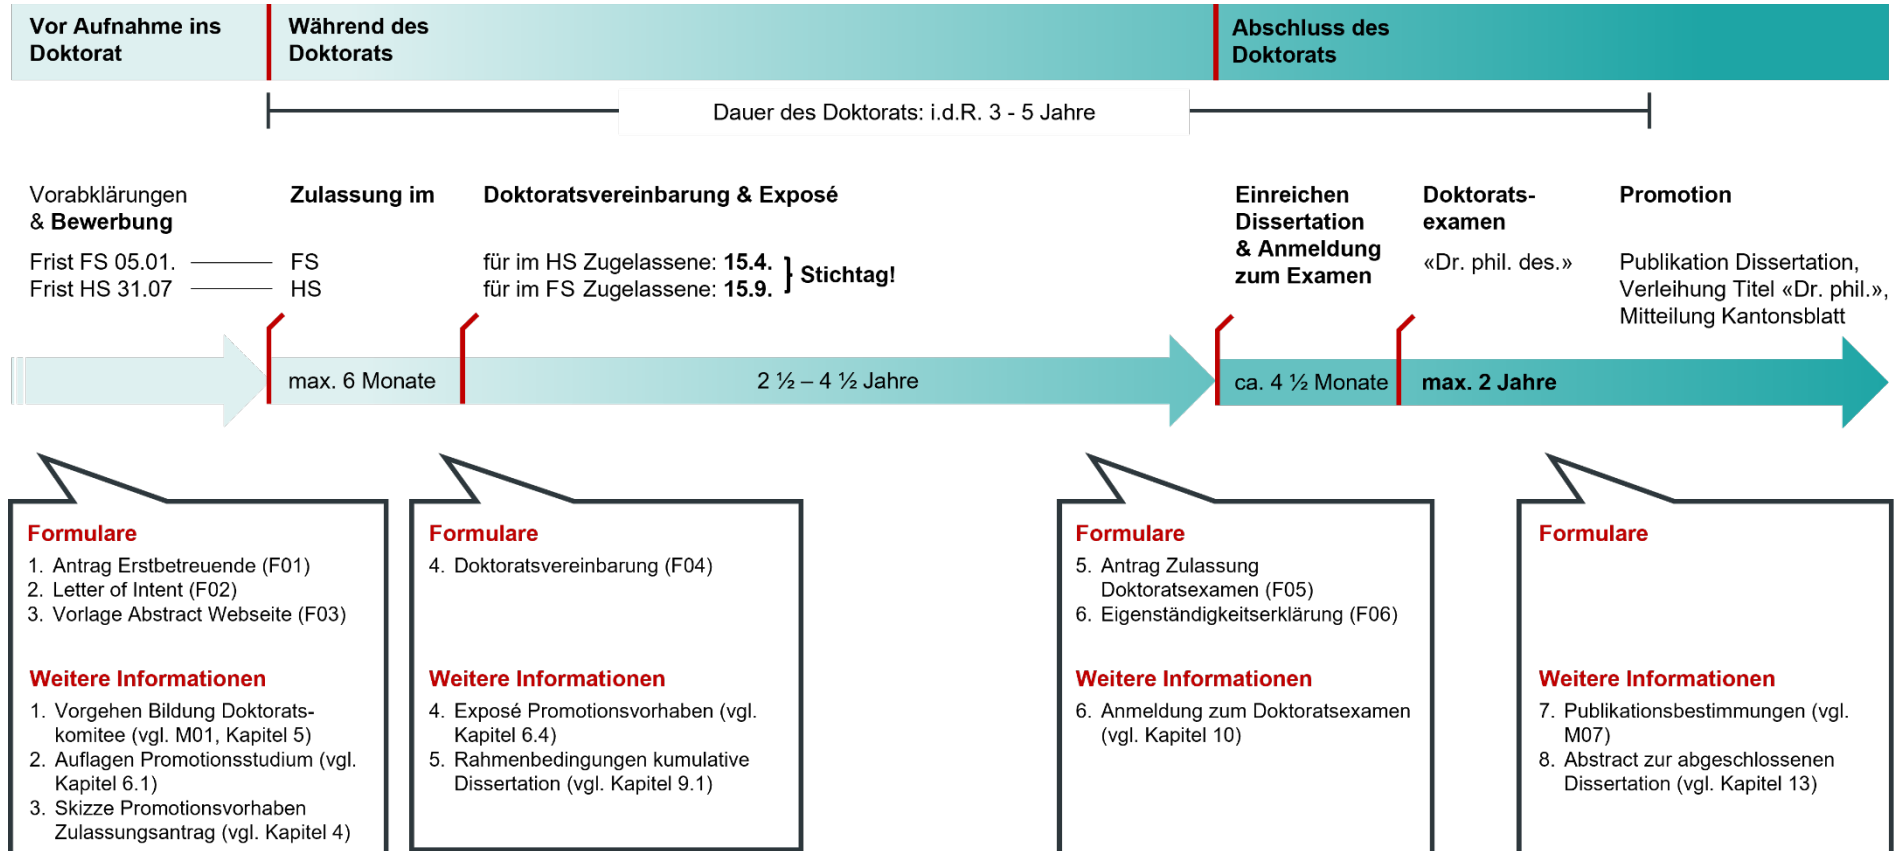 Vor Aufnahme ins
Doktorat
Während des
Doktorats
Abschluss des
Doktorats
Dauer des Doktorats: i.d.R. 3 - 5 Jahre
Vorabklärungen
& Bewerbung
Frist FS 05.01.
Frist HS 31.07
Zulassung im
FS
HS
Doktoratsvereinbarung & Exposé
für im HS Zugelassene: 15.4.
für im FS Zugelassene: 15.9.
} Stichtag!
Einreichen
Dissertation
& Anmeldung
zum Examen
Doktorats-
examen
«Dr. phil. des.»
Promotion
Publikation Dissertation,
Verleihung Titel «Dr. phil.»,
Mitteilung Kantonsblatt
max. 6 Monate
2 ½ – 4 ½ Jahre
ca. 4 ½ Monate
max. 2 Jahre
Formulare
1. Antrag Erstbetreuende (F01)
2. Letter of Intent (F02)
3. Vorlage Abstract Webseite (F03)
Weitere Informationen
1. Vorgehen Bildung Doktorats-
komitee (vgl. M01, Kapitel 5)
2. Auflagen Promotionsstudium (vgl.
Kapitel 6.1)
3. Skizze Promotionsvorhaben
Zulassungsantrag (vgl. Kapitel 4)
Formulare
4. Doktoratsvereinbarung (F04)
Weitere Informationen
4. Exposé Promotionsvorhaben (vgl.
Kapitel 6.4)
5. Rahmenbedingungen kumulative
Dissertation (vgl. Kapitel 9.1)
Formulare
5. Antrag Zulassung
Doktoratsexamen (F05)
6. Eigenständigkeitserklärung (F06)
Weitere Informationen
6. Anmeldung zum Doktoratsexamen
(vgl. Kapitel 10)
Formulare
Weitere Informationen
7. Publikationsbestimmungen (vgl.
M07)
8. Abstract zur abgeschlossenen
Dissertation (vgl. Kapitel 13)